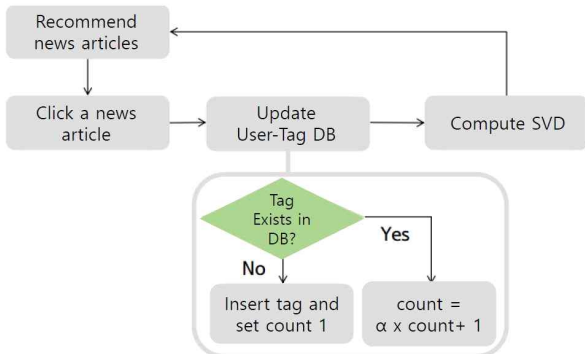 Recommend
news articles
Click a news
article
Update
User-Tag DB
Compute SVD
Tag
Exists in
DB?
Yes
No
Insert tag and
set count 1
count =
α x count+ 1